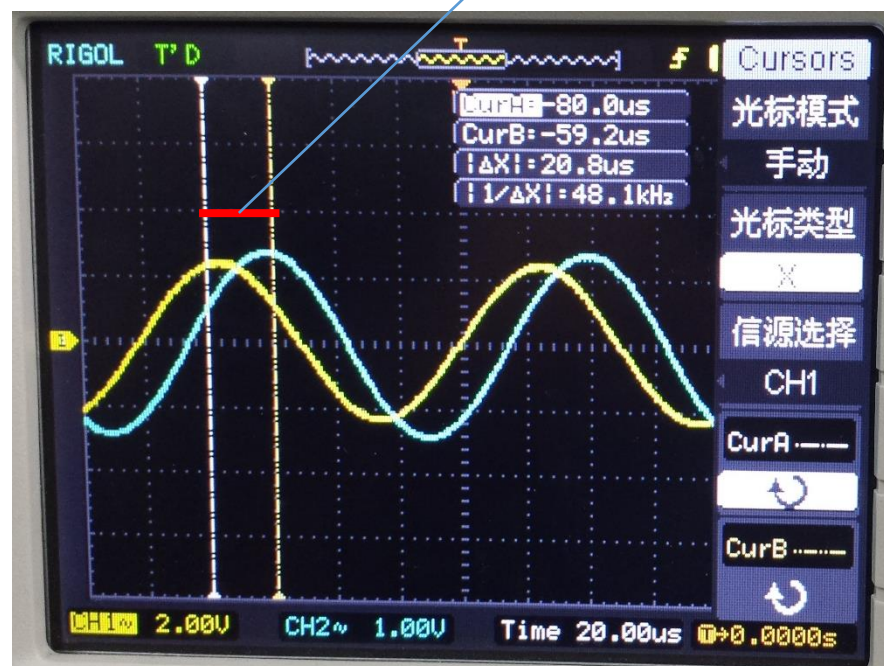 RIGOL T'D T
Cursors
CurA=-80.0us
CurB:-59.2us
|ΔX|:20.8us
|1/ΔX|:48.1kHz
光标模式
手动
光标类型
X
信源选择
CH1
CurA
CurB
1
CH1~ 2.00V CH2~ 1.00V Time 20.00us T→0.0000s